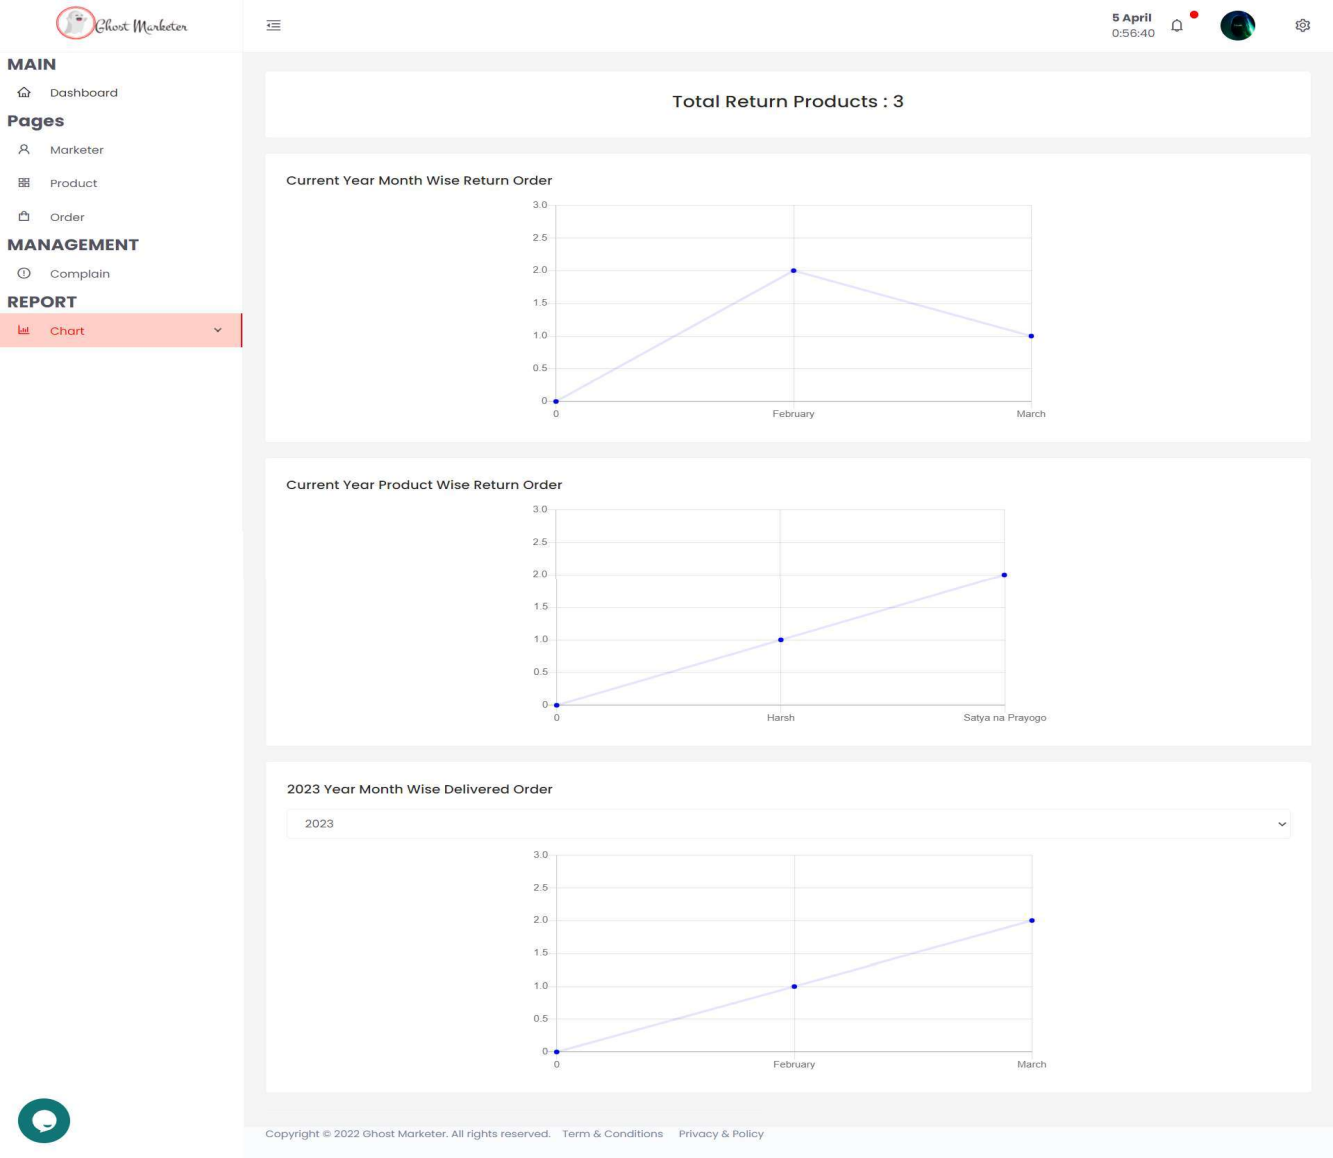 Ghost Marketer
5 April
0:56:40
MAIN
Dashboard
Pages
Marketer
Product
Order
MANAGEMENT
Complain
REPORT
Chart
Total Return Products : 3
Current Year Month Wise Return Order
3.0
2.5
2.0
1.5
1.0
0.5
0
0 February March
Current Year Product Wise Return Order
3.0
2.5
2.0
1.5
1.0
0.5
0
0 Harsh Satya na Prayogo
2023 Year Month Wise Delivered Order
2023
3.0
2.5
2.0
1.5
1.0
0.5
0
0 February March
Copyright © 2022 Ghost Marketer. All rights reserved. Term & Conditions Privacy & Policy